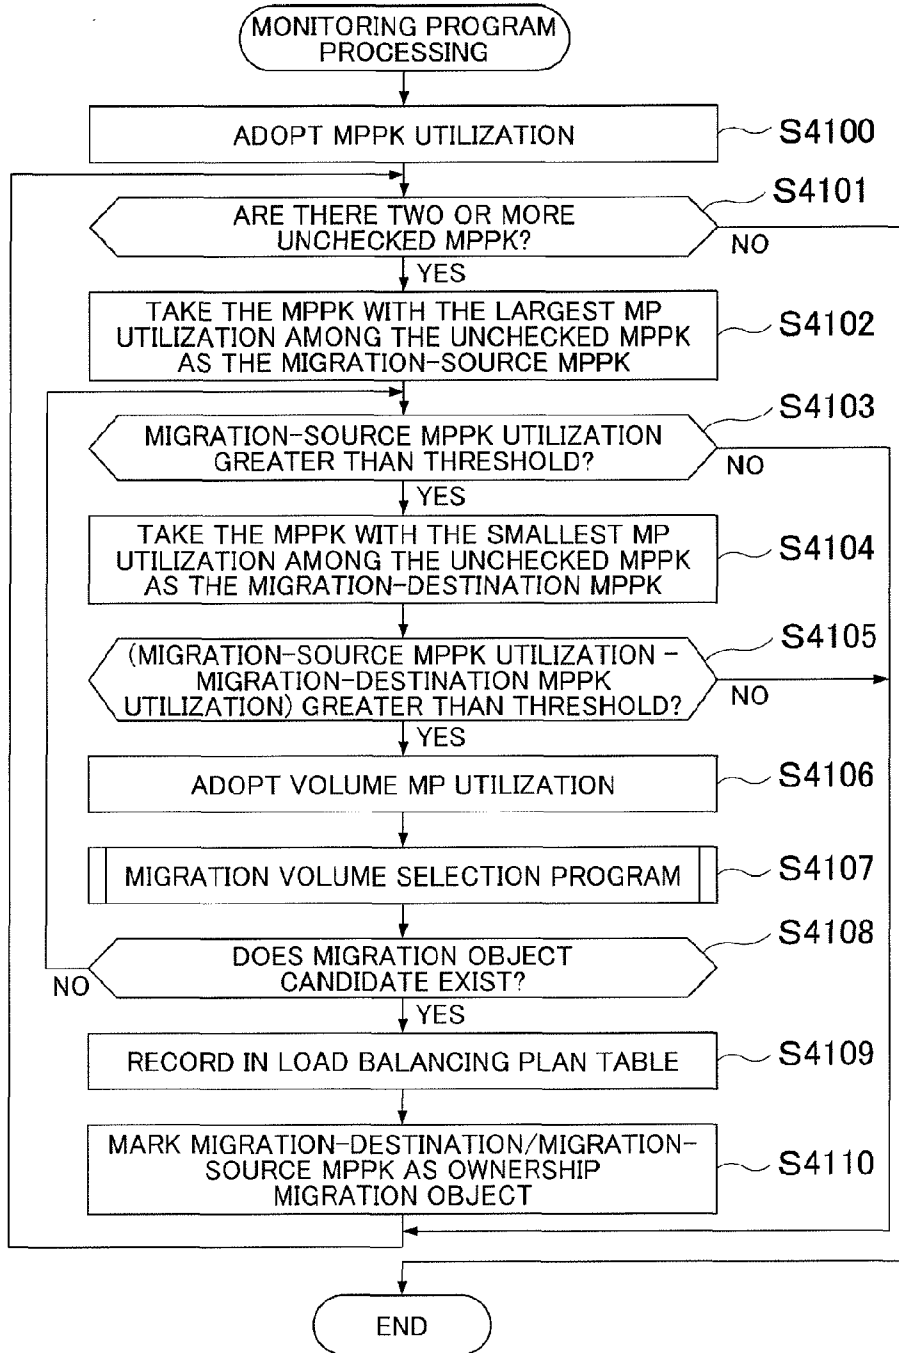 MONITORING PROGRAM
PROCESSING
ADOPT MPPK UTILIZATION
S4100
ARE THERE TWO OR MORE
UNCHECKED MPPK?
S4101
NO
YES
TAKE THE MPPK WITH THE LARGEST MP
UTILIZATION AMONG THE UNCHECKED MPPK
AS THE MIGRATION-SOURCE MPPK
S4102
MIGRATION-SOURCE MPPK UTILIZATION
GREATER THAN THRESHOLD?
S4103
NO
YES
TAKE THE MPPK WITH THE SMALLEST MP
UTILIZATION AMONG THE UNCHECKED MPPK
AS THE MIGRATION-DESTINATION MPPK
S4104
(MIGRATION-SOURCE MPPK UTILIZATION -
MIGRATION-DESTINATION MPPK
UTILIZATION) GREATER THAN THRESHOLD?
S4105
NO
YES
ADOPT VOLUME MP UTILIZATION
S4106
MIGRATION VOLUME SELECTION PROGRAM
S4107
DOES MIGRATION OBJECT
CANDIDATE EXIST?
S4108
NO
YES
RECORD IN LOAD BALANCING PLAN TABLE
S4109
MARK MIGRATION-DESTINATION/MIGRATION-
SOURCE MPPK AS OWNERSHIP
MIGRATION OBJECT
S4110
END